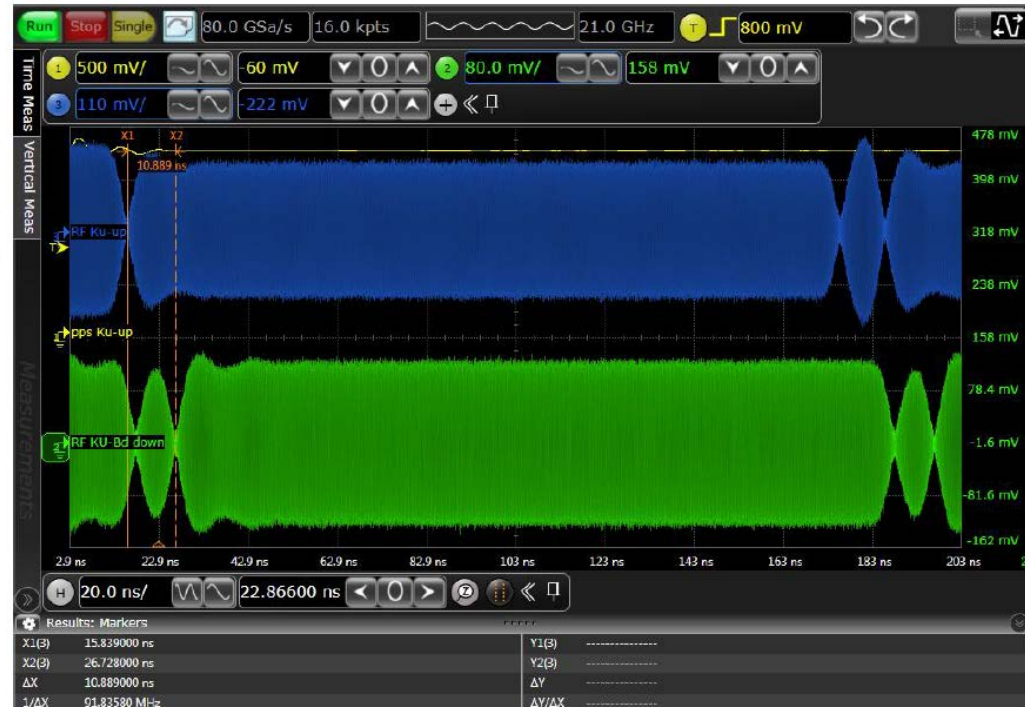 Run Stop Single 80.0 GSa/s 16.0 kpts 21.0 GHz T 800 mV
1 500 mV/ -60 mV 0 2 80.0 mV/ 158 mV 0
3 110 mV/ -222 mV 0 +
Time Meas
Vertical Meas
Measurements
X1 X2
10.889 ns
RF Ku-up
T
pps Ku-up
RF KU-Bd down
478 mV
398 mV
318 mV
238 mV
158 mV
78.4 mV
-1.6 mV
-81.6 mV
-162 mV
2.9 ns 22.9 ns 42.9 ns 62.9 ns 82.9 ns 103 ns 123 ns 143 ns 163 ns 183 ns 203 ns
H 20.0 ns/ 22.86600 ns 0 Z
Results: Markers
X1(3) 15.839000 ns Y1(3) ---------------
X2(3) 26.728000 ns Y2(3) ---------------
ΔX 10.889000 ns ΔY ---------------
1/ΔX 91.83580 MHz ΔY/ΔX ---------------